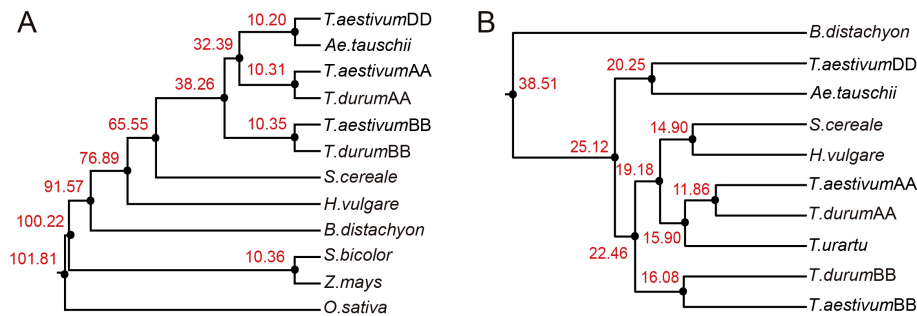 A
10.20
T.aestivumDD
32.39
Ae.tauschii
10.31
T.aestivumAA
38.26
T.durumAA
10.35
T.aestivumBB
65.55
T.durumBB
76.89
S.cereale
91.57
H.vulgare
100.22
B.distachyon
101.81
10.36
S.bicolor
Z.mays
O.sativa
B
B.distachyon
38.51
20.25
T.aestivumDD
Ae.tauschii
25.12
14.90
S.cereale
19.18
H.vulgare
11.86
T.aestivumAA
T.durumAA
15.90
T.urartu
22.46
16.08
T.durumBB
T.aestivumBB